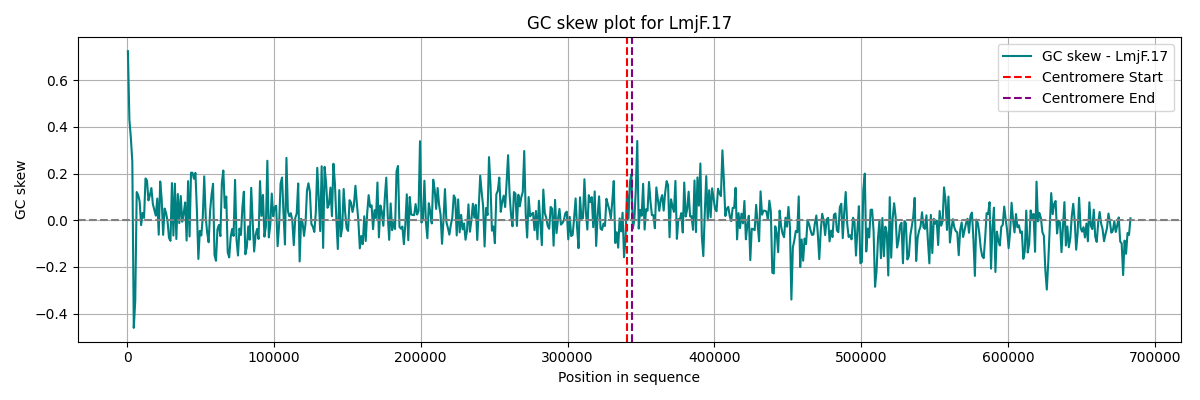 GC skew plot for LmjF.17
GC skew - LmjF.17
Centromere Start
Centromere End
GC skew
0.6
0.4
0.2
0.0
−0.2
−0.4
0 100000 200000 300000 400000 500000 600000 700000
Position in sequence